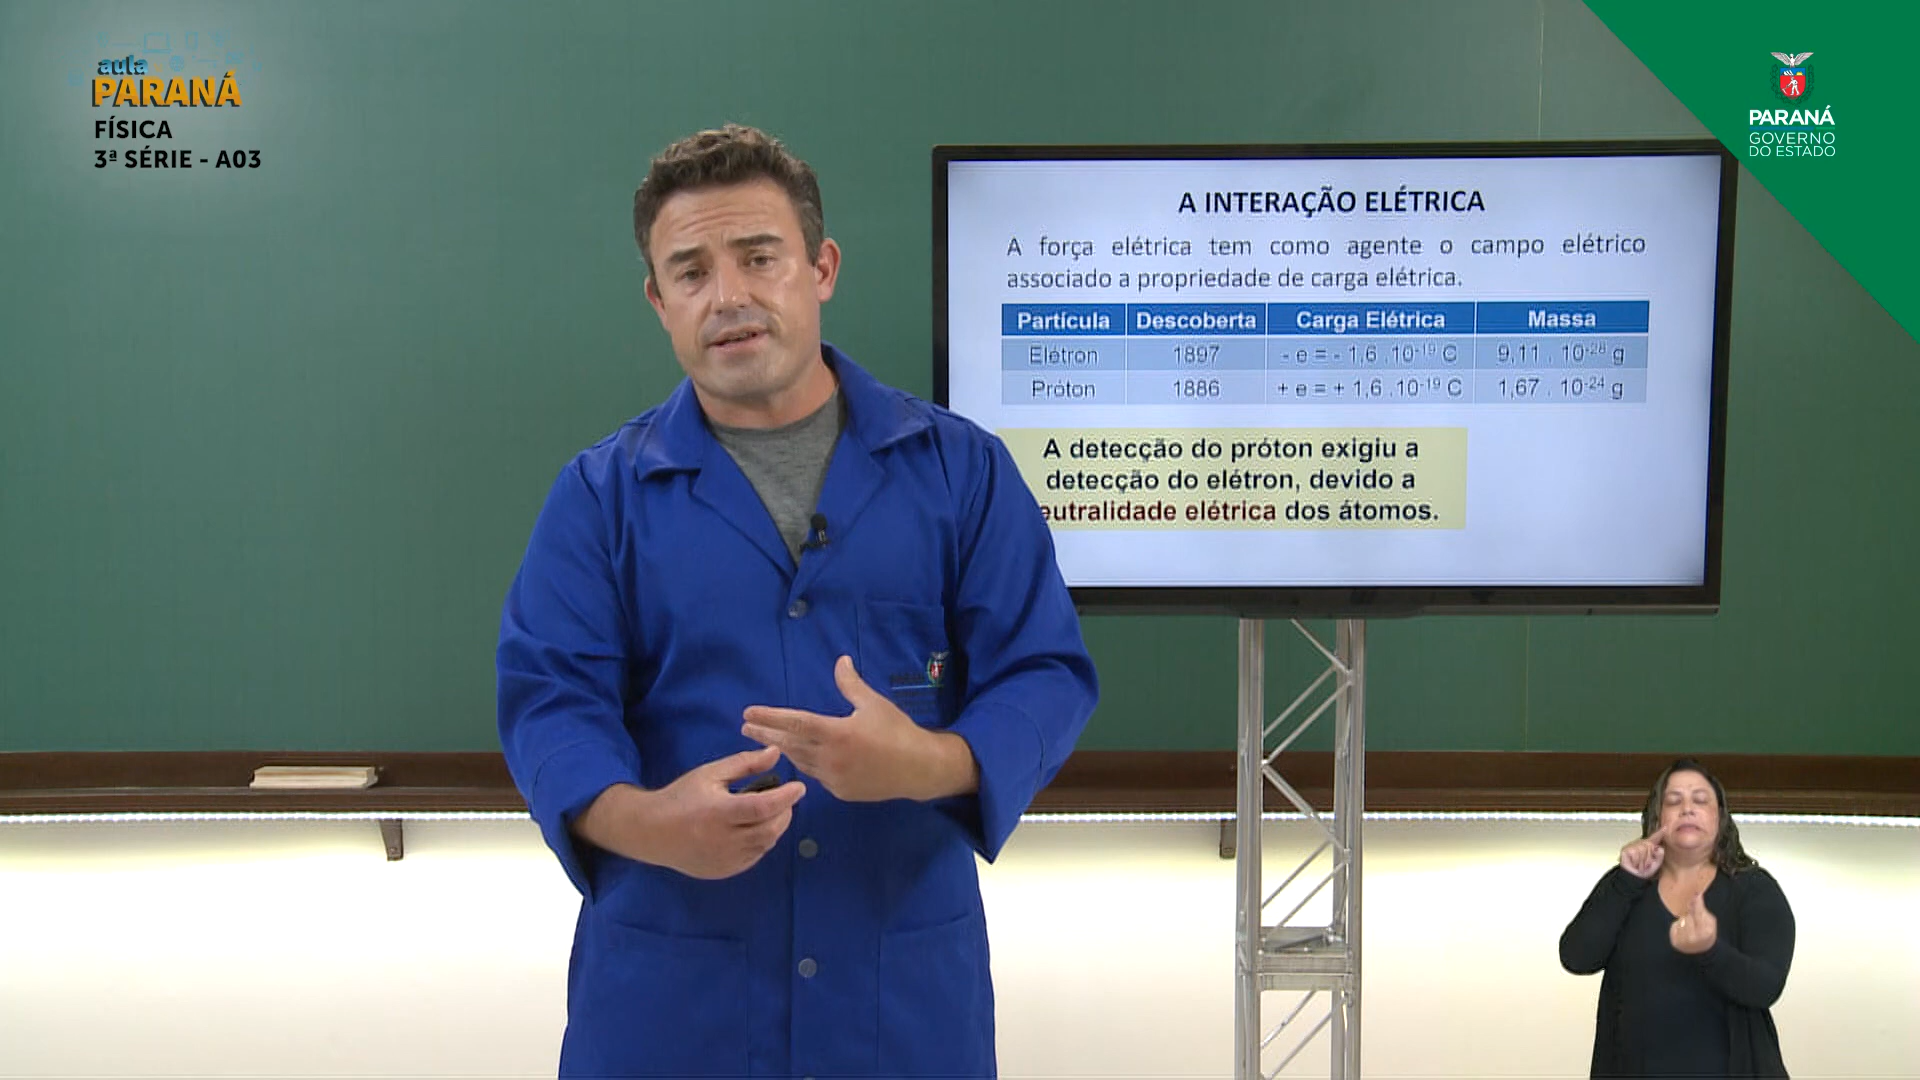 aula
PARANÁ
FÍSICA
3ª SÉRIE - A03
PARANÁ
GOVERNO
DO ESTADO
A INTERAÇÃO ELÉTRICA
A força elétrica tem como agente o campo elétrico
associado a propriedade de carga elétrica.
Partícula Descoberta Carga Elétrica Massa
Elétron 1897 - e = - 1,6 .10⁻¹⁹ C 9,11 . 10⁻²⁸ g
Próton 1886 + e = + 1,6 .10⁻¹⁹ C 1,67 . 10⁻²⁴ g
A detecção do próton exigiu a
detecção do elétron, devido a
eutralidade elétrica dos átomos.